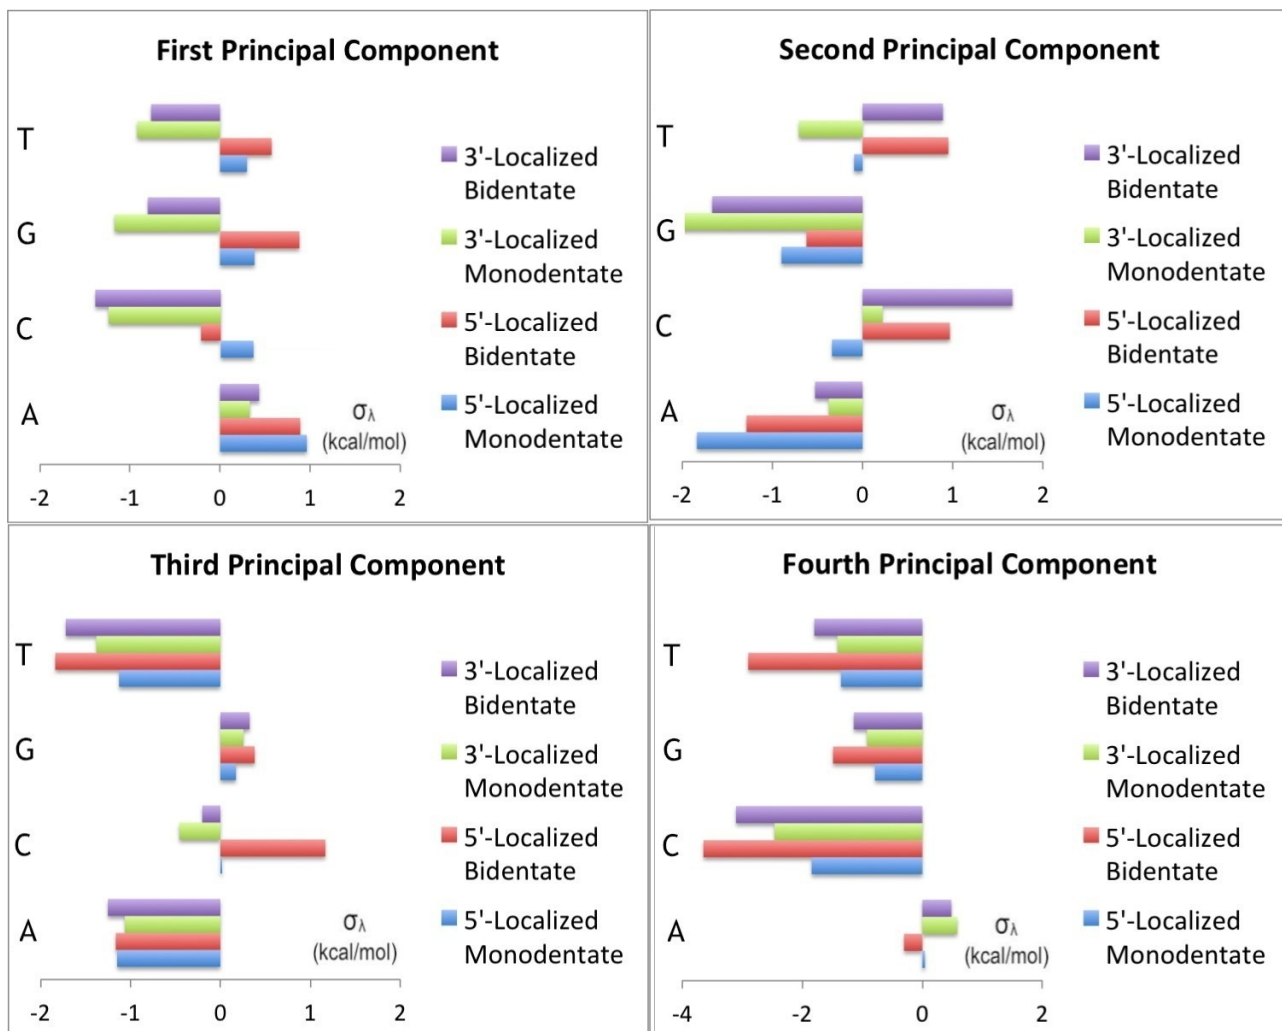 First Principal Component
T
G
C
A
3'-Localized
Bidentate
3'-Localized
Monodentate
5'-Localized
Bidentate
5'-Localized
Monodentate
σλ
(kcal/mol)
-2 -1 0 1 2
Second Principal Component
T
G
C
A
3'-Localized
Bidentate
3'-Localized
Monodentate
5'-Localized
Bidentate
5'-Localized
Monodentate
σλ
(kcal/mol)
-2 -1 0 1 2
Third Principal Component
T
G
C
A
3'-Localized
Bidentate
3'-Localized
Monodentate
5'-Localized
Bidentate
5'-Localized
Monodentate
σλ
(kcal/mol)
-2 -1 0 1 2
Fourth Principal Component
T
G
C
A
3'-Localized
Bidentate
3'-Localized
Monodentate
5'-Localized
Bidentate
5'-Localized
Monodentate
σλ
(kcal/mol)
-4 -2 0 2